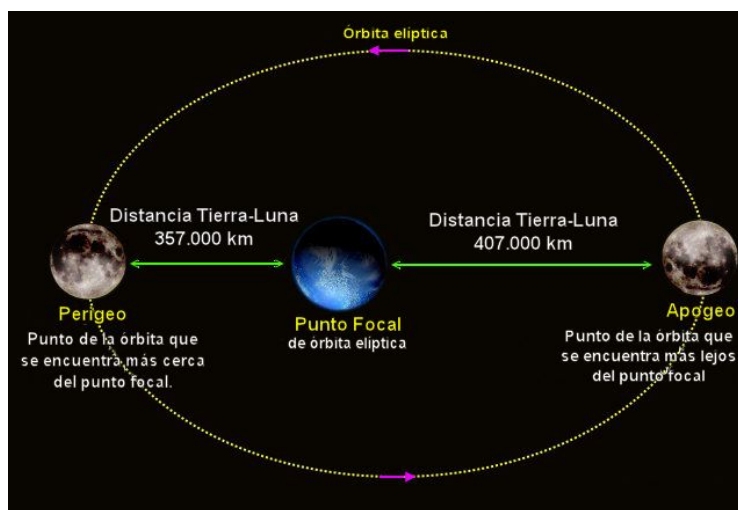 Órbita elíptica
Distancia Tierra-Luna
357.000 km
Distancia Tierra-Luna
407.000 km
Perigeo
Punto de la órbita que
se encuentra más cerca
del punto focal.
Punto Focal
de órbita elíptica
Apogeo
Punto de la órbita que
se encuentra más lejos
del punto focal